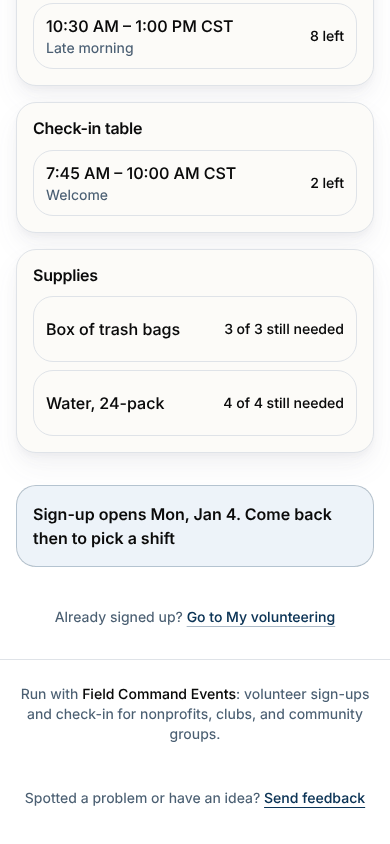 10:30 AM – 1:00 PM CST
8 left
Late morning
Check-in table
7:45 AM – 10:00 AM CST
2 left
Welcome
Supplies
Box of trash bags
3 of 3 still needed
Water, 24-pack
4 of 4 still needed
Sign-up opens Mon, Jan 4. Come back
then to pick a shift
Already signed up? Go to My volunteering
Run with Field Command Events: volunteer sign-ups
and check-in for nonprofits, clubs, and community
groups.
Spotted a problem or have an idea? Send feedback